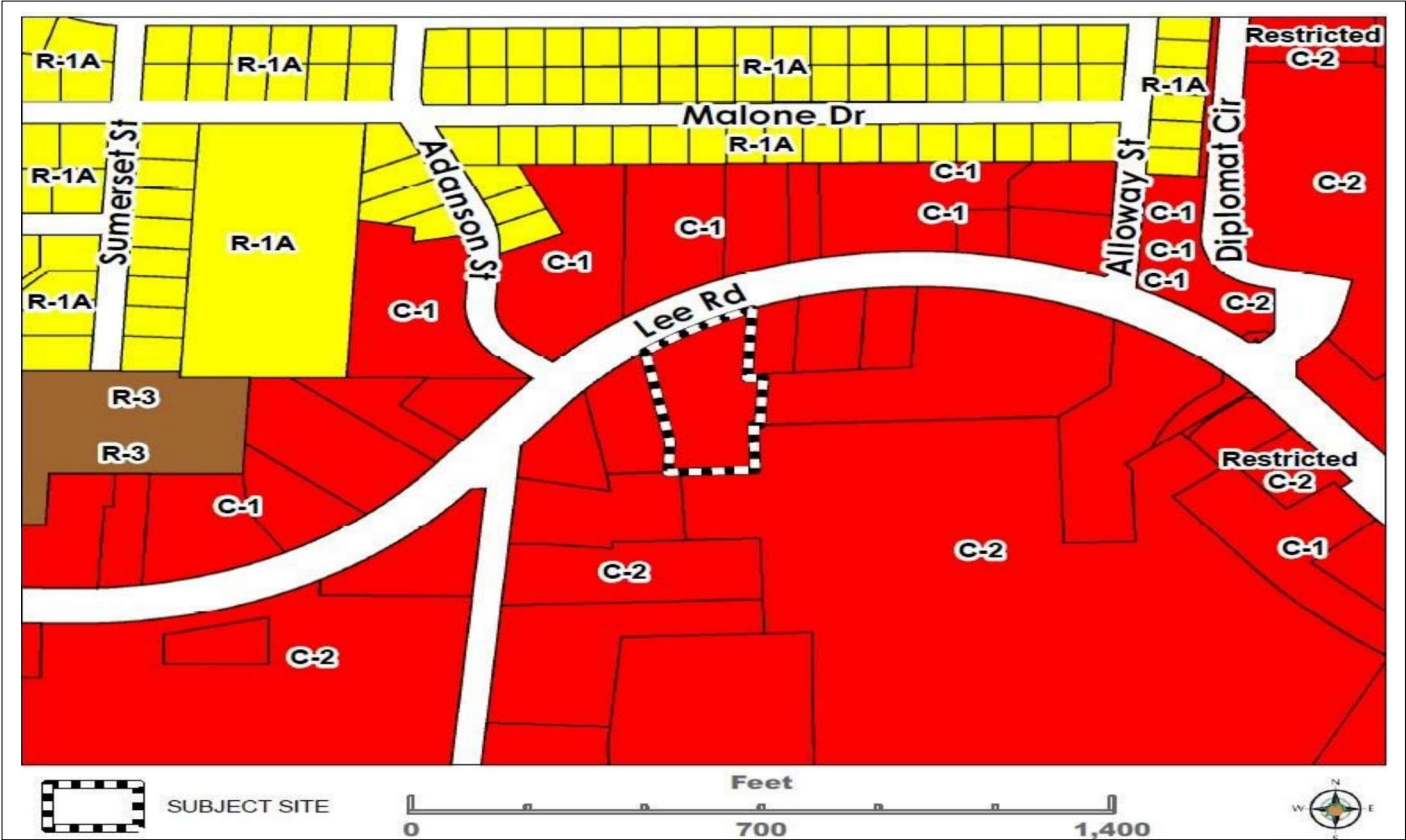 Restricted
C-2
R-1A
R-1A
R-1A
R-1A
Malone Dr
R-1A
Sumerset St
Adanson St
Alloway St
Diplomat Cir
R-1A
C-1
C-2
R-1A
C-1
C-1
C-1
C-1
C-1
C-1
R-1A
C-1
Lee Rd
C-2
R-3
R-3
Restricted
C-2
C-1
C-2
C-1
C-2
C-2
SUBJECT SITE
Feet
0 700 1,400
N
W E
S